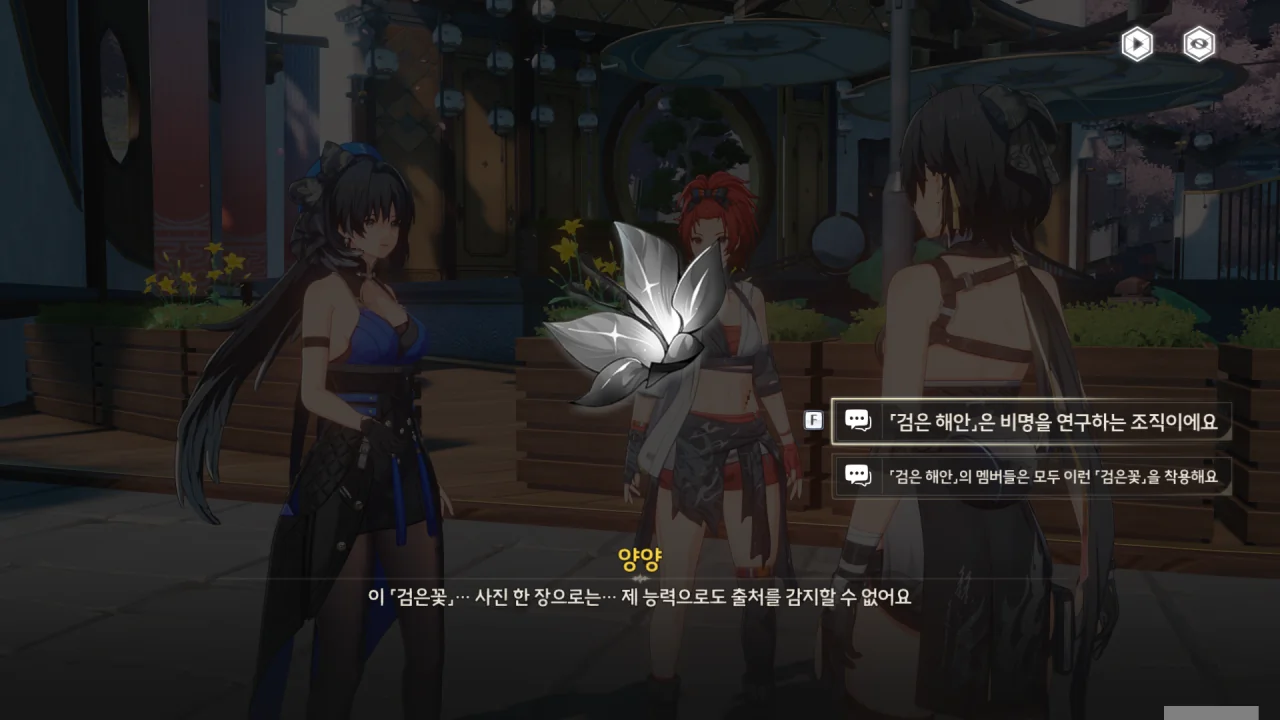 F
「검은 해안」은 비명을 연구하는 조직이에요
「검은 해안」의 멤버들은 모두 이런 「검은꽃」을 착용해요
양양
이 「검은꽃」… 사진 한 장으로는… 제 능력으로도 출처를 감지할 수 없어요